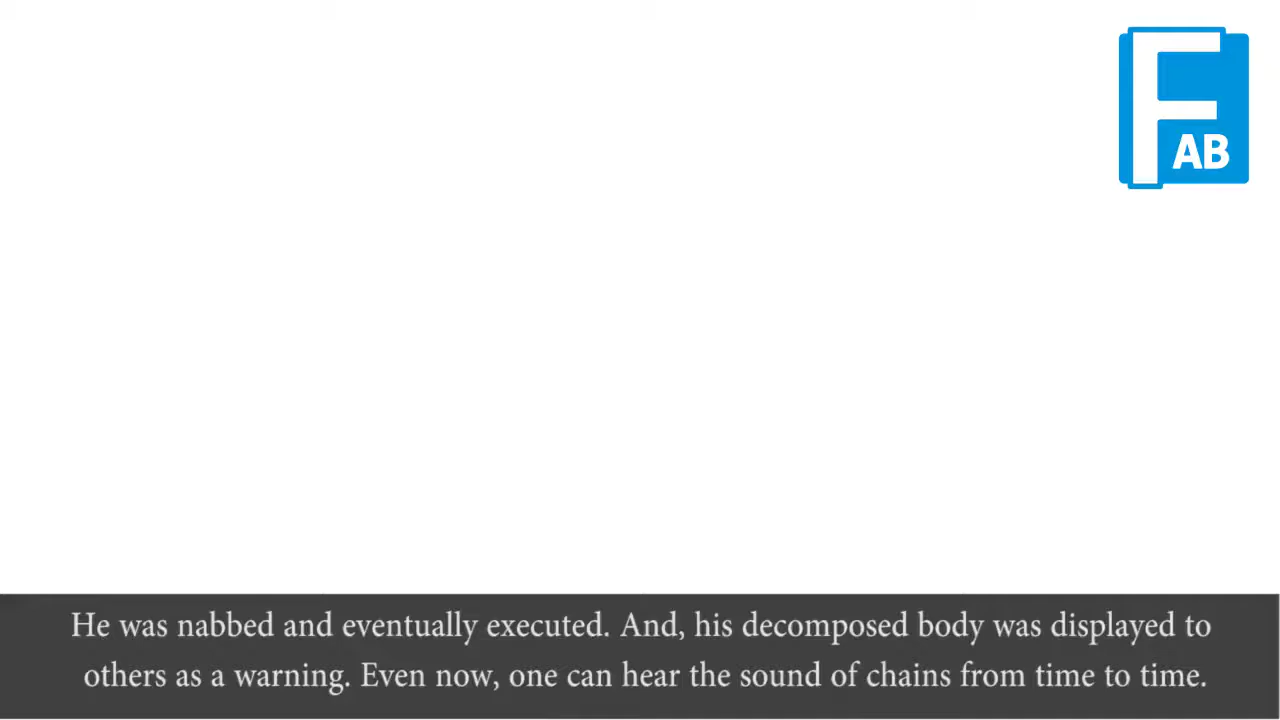 F
AB
He was nabbed and eventually executed. And, his decomposed body was displayed to
others as a warning. Even now, one can hear the sound of chains from time to time.